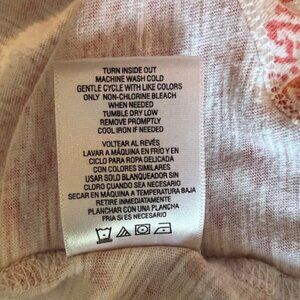 TURN INSIDE OUT
MACHINE WASH COLD
GENTLE CYCLE WITH LIKE COLORS
ONLY NON-CHLORINE BLEACH
WHEN NEEDED
TUMBLE DRY LOW
REMOVE PROMPTLY
COOL IRON IF NEEDED
VOLTEAR AL REVÉS
LAVAR A MÁQUINA EN FRÍO Y EN
CICLO PARA ROPA DELICADA
CON COLORES SIMILARES
USAR SOLO BLANQUEADOR SIN
CLORO CUANDO SEA NECESARIO
SECAR EN MÁQUINA A TEMPERATURA BAJA
RETIRE INMEDIATAMENTE
PLANCHAR CON UNA PLANCHA
FRIA SI ES NECESARIO